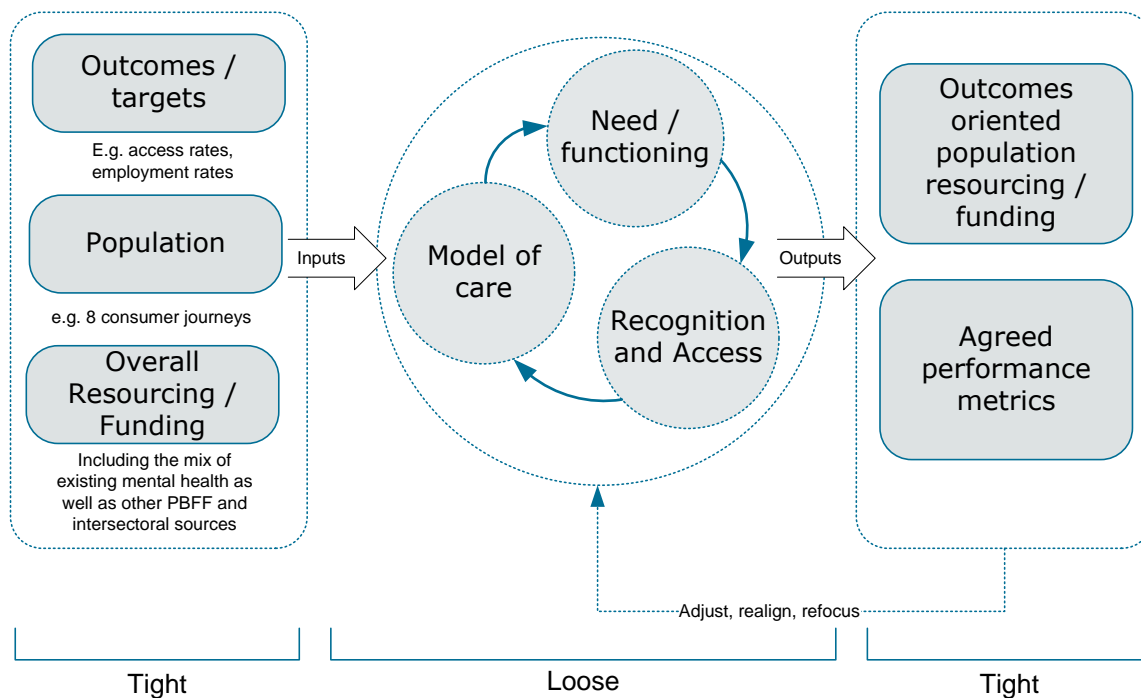 Outcomes /
targets
E.g. access rates,
employment rates
Population
e.g. 8 consumer journeys
Overall
Resourcing /
Funding
Including the mix of
existing mental health as
well as other PBFF and
intersectoral sources
Inputs
Need /
functioning
Model of
care
Recognition
and Access
Outputs
Outcomes
oriented
population
resourcing /
funding
Agreed
performance
metrics
Adjust, realign, refocus
Tight
Loose
Tight